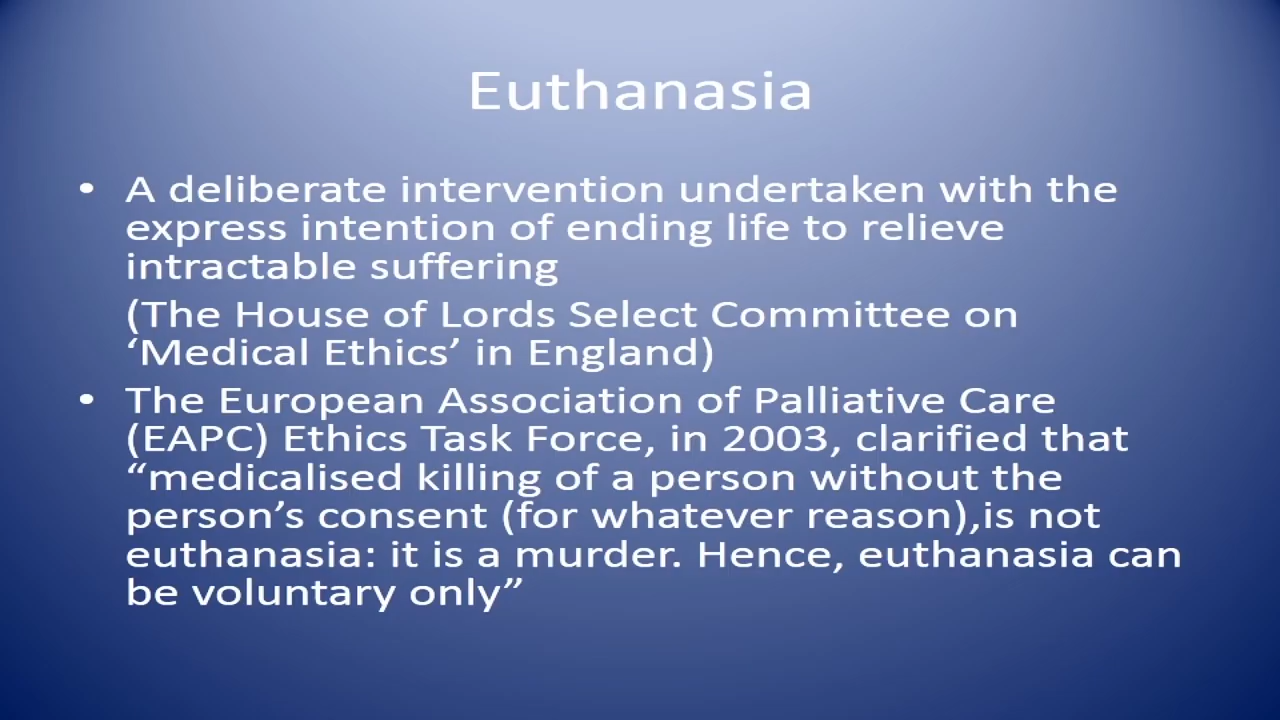 Euthanasia
• A deliberate intervention undertaken with the
express intention of ending life to relieve
intractable suffering
(The House of Lords Select Committee on
‘Medical Ethics’ in England)
• The European Association of Palliative Care
(EAPC) Ethics Task Force, in 2003, clarified that
“medicalised killing of a person without the
person’s consent (for whatever reason),is not
euthanasia: it is a murder. Hence, euthanasia can
be voluntary only”